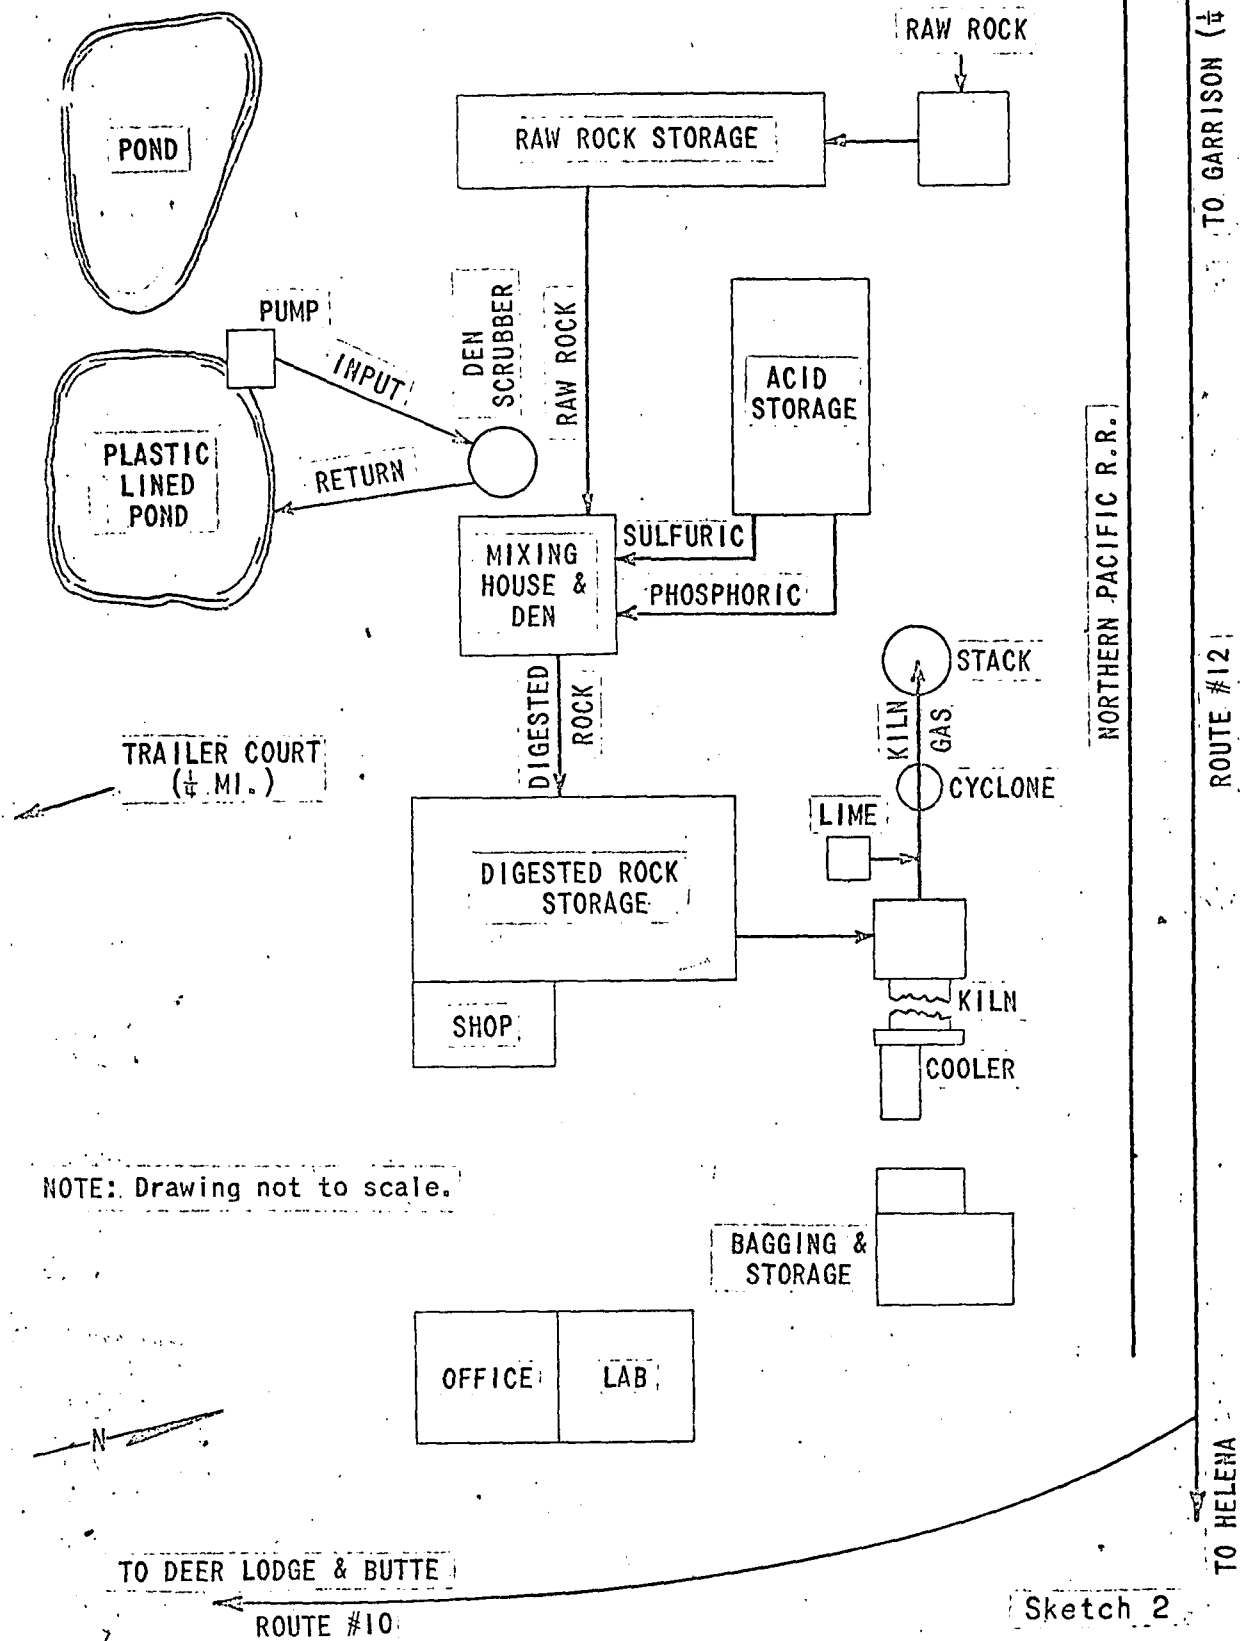 RAW ROCK
TO GARRISON (¼
POND
RAW ROCK STORAGE
PUMP
INPUT
DEN
SCRUBBER
RAW ROCK
ACID
STORAGE
PLASTIC
LINED
POND
RETURN
NORTHERN PACIFIC R.R.
SULFURIC
MIXING
HOUSE &
DEN
PHOSPHORIC
STACK
ROUTE #12
DIGESTED
ROCK
KILN
GAS
TRAILER COURT
(¼ MI.)
CYCLONE
LIME
DIGESTED ROCK
STORAGE
KILN
SHOP
COOLER
NOTE: Drawing not to scale.
BAGGING &
STORAGE
OFFICE
LAB
N
TO HELENA
TO DEER LODGE & BUTTE
ROUTE #10
Sketch 2